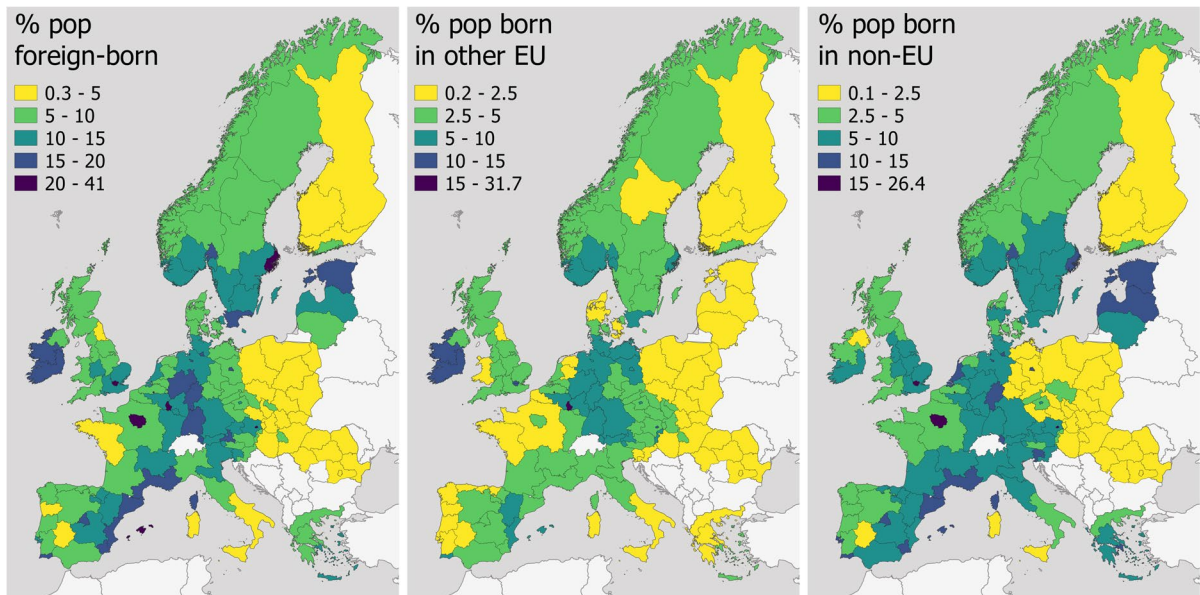 % pop
foreign-born
0.3 - 5
5 - 10
10 - 15
15 - 20
20 - 41
% pop born
in other EU
0.2 - 2.5
2.5 - 5
5 - 10
10 - 15
15 - 31.7
% pop born
in non-EU
0.1 - 2.5
2.5 - 5
5 - 10
10 - 15
15 - 26.4